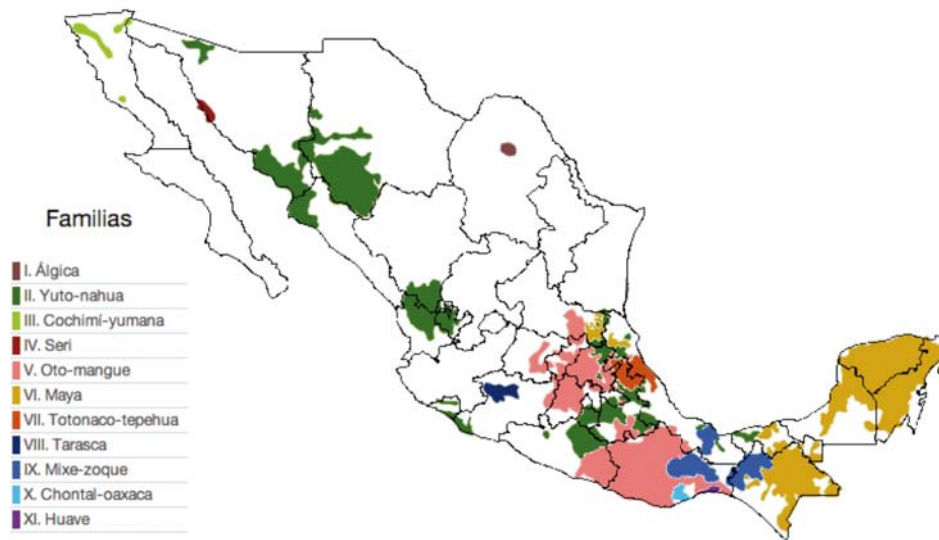 Familias
I. Álgica
II. Yuto-nahua
III. Cochimí-yumana
IV. Seri
V. Oto-mangue
VI. Maya
VII. Totonaco-tepehua
VIII. Tarasca
IX. Mixe-zoque
X. Chontal-oaxaca
XI. Huave